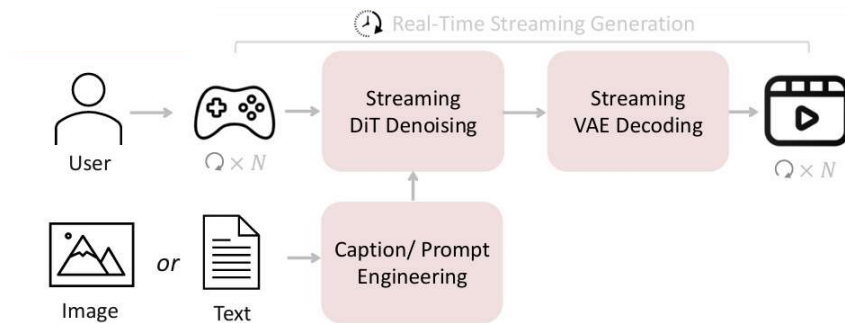 Real-Time Streaming Generation
Streaming
DiT Denoising
Streaming
VAE Decoding
User
× N
× N
Caption/ Prompt
Engineering
or
Image
Text